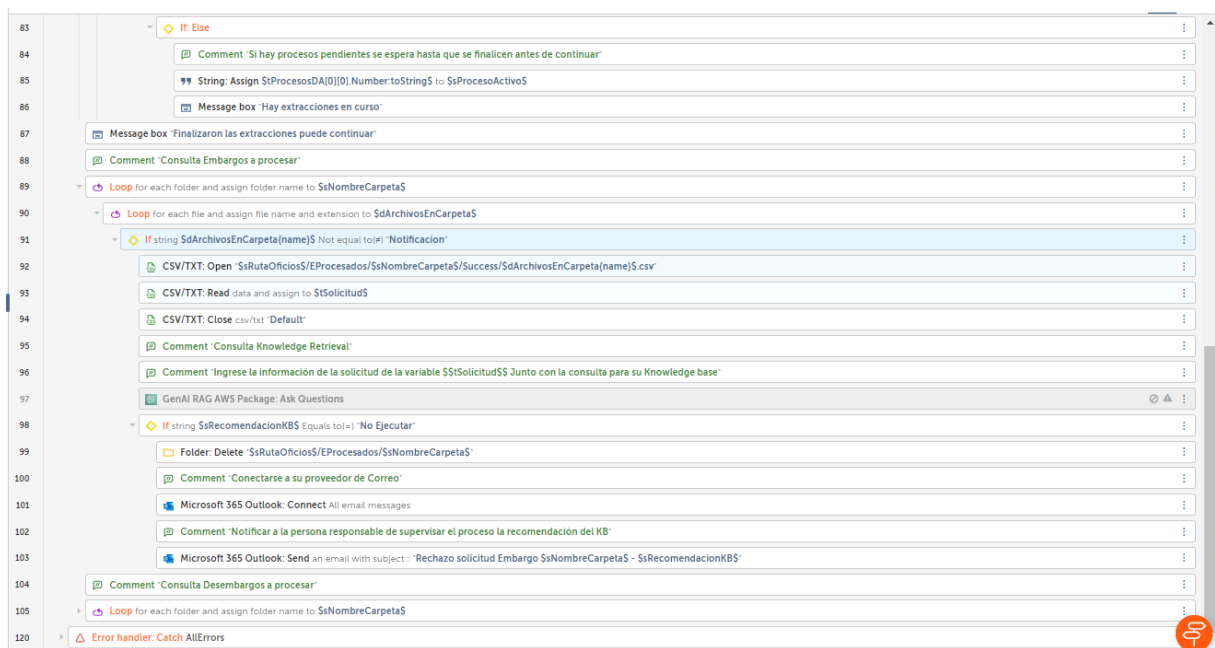 83 If: Else
84 Comment "Si hay procesos pendientes se espera hasta que se finalicen antes de continuar"
85 String: Assign $tProcesosDA[0][0].Number:toString$ to $sProcesoActivo$
86 Message box "Hay extracciones en curso"
87 Message box "Finalizaron las extracciones puede continuar"
88 Comment "Consulta Embargos a procesar"
89 Loop for each folder and assign folder name to $sNombreCarpeta$
90 Loop for each file and assign file name and extension to $dArchivosEnCarpeta$
91 If string $dArchivosEnCarpeta{name}$ Not equal to(≠) "Notificacion"
92 CSV/TXT: Open "$sRutaOficios$/EProcesados/$sNombreCarpeta$/Success/$dArchivosEnCarpeta{name}$.csv"
93 CSV/TXT: Read data and assign to $tSolicitud$
94 CSV/TXT: Close csv/txt "Default"
95 Comment "Consulta Knowledge Retrieval"
96 Comment "Ingrese la información de la solicitud de la variable $$tSolicitud$$ Junto con la consulta para su Knowledge base"
97 GenAI RAG AWS Package: Ask Questions
98 If string $sRecomendacionKB$ Equals to(=) "No Ejecutar"
99 Folder: Delete "$sRutaOficios$/EProcesados/$sNombreCarpeta$"
100 Comment "Conectarse a su proveedor de Correo"
101 Microsoft 365 Outlook: Connect All email messages
102 Comment "Notificar a la persona responsable de supervisar el proceso la recomendación del KB"
103 Microsoft 365 Outlook: Send an email with subject : "Rechazo solicitud Embargo $sNombreCarpeta$ - $sRecomendacionKB$"
104 Comment "Consulta Desembargos a procesar"
105 Loop for each folder and assign folder name to $sNombreCarpeta$
120 Error handler: Catch AllErrors